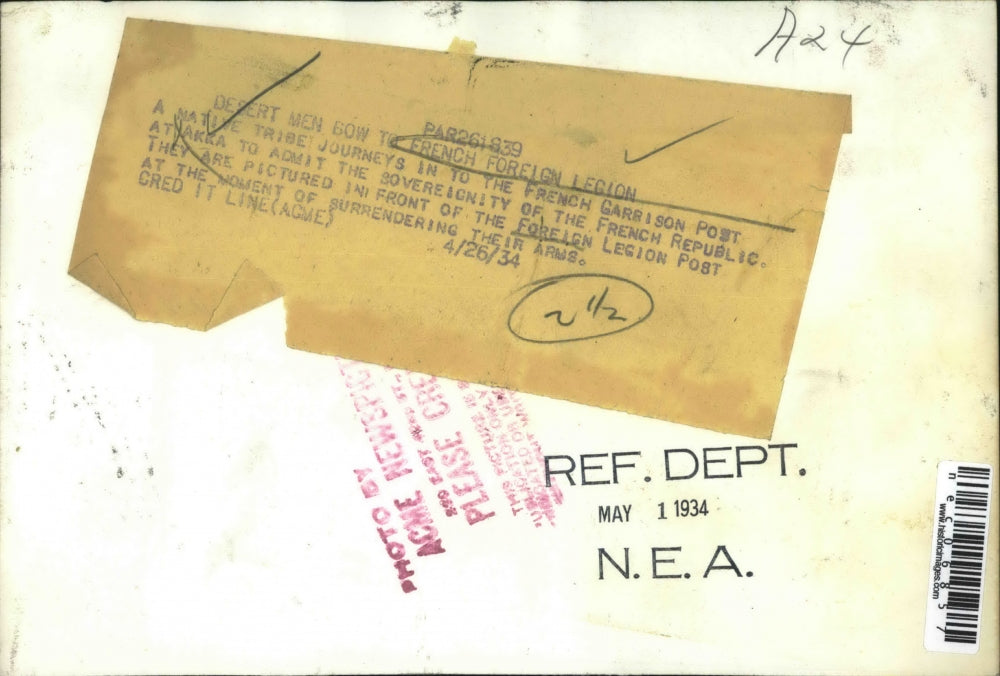 A24
PAR261839
DESERT MEN BOW TO FRENCH FOREIGN LEGION
A NATIVE TRIBE JOURNEYS IN TO THE FRENCH GARRISON POST
AT AKKA TO ADMIT THE SOVEREIGNITY OF THE FRENCH REPUBLIC.
THEY ARE PICTURED IN FRONT OF THE FOREIGN LEGION POST
AT THE MOMENT OF SURRENDERING THEIR ARMS.
CRED IT LINE(ACME) 4/26/34
2 1/2
PHOTO BY
ACME NEWSP
PLEASE CRE
REF. DEPT.
MAY 1 1934
N. E. A.
nec06857
www.historicimages.com